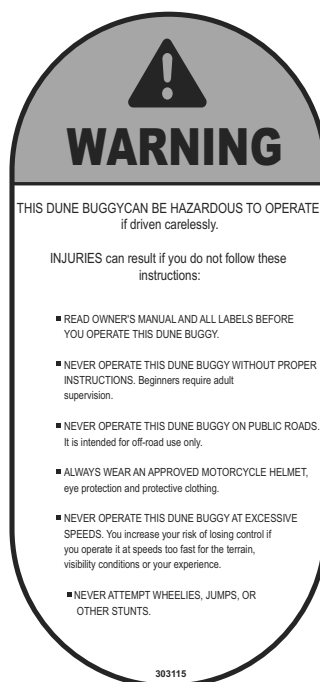 WARNING
THIS DUNE BUGGYCAN BE HAZARDOUS TO OPERATE
if driven carelessly.
INJURIES can result if you do not follow these
instructions:
■ READ OWNER'S MANUAL AND ALL LABELS BEFORE
YOU OPERATE THIS DUNE BUGGY.
■ NEVER OPERATE THIS DUNE BUGGY WITHOUT PROPER
INSTRUCTIONS. Beginners require adult
supervision.
■ NEVER OPERATE THIS DUNE BUGGY ON PUBLIC ROADS.
It is intended for off-road use only.
■ ALWAYS WEAR AN APPROVED MOTORCYCLE HELMET,
eye protection and protective clothing.
■ NEVER OPERATE THIS DUNE BUGGY AT EXCESSIVE
SPEEDS. You increase your risk of losing control if
you operate it at speeds too fast for the terrain,
visibility conditions or your experience.
■ NEVER ATTEMPT WHEELIES, JUMPS, OR
OTHER STUNTS.
303115